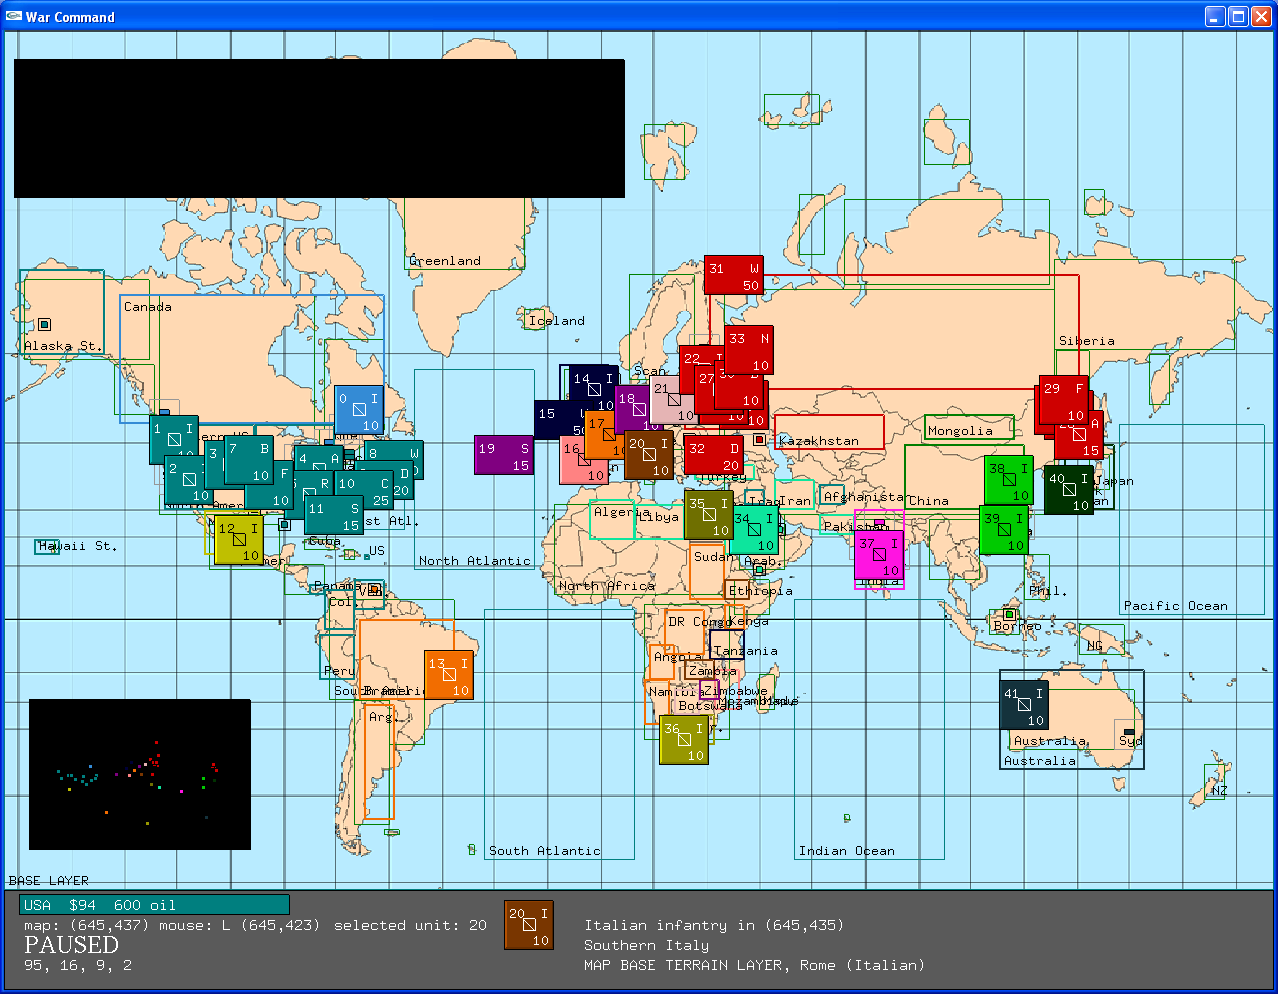 War Command
Greenland
Canada
Iceland
Alaska St.
Siberia
Scan
31 W
50
33 N
10
22 I
27
10
29 F
10
A
15
14 I
10
15
18
21
10
19 S
15
16
10
17
10
20 I
10
32 D
20
0 I
10
1 I
2 I
10
3
7 B
10
4 A
8 W
F
10
R
10 C
25
D
20
11 S
15
12 I
10
Kazakhstan
Mongolia
China
38 I
10
39 I
10
40 I
10
Japan
Turkey
Iraq
Iran
Afghanistan
Pakistan
Algeria
Libya
35 I
10
34 I
10
Arab.
37 I
10
India
Sudan
Ethiopia
North Africa
North Atlantic
st Atl.
Cuba
US
Hawaii St.
Panama
Ven
Col.
Peru
Brazil
Arg.
13 I
10
DR Congo
Kenya
Angola
Tanzania
Zambia
Namibia
Zimbabwe
Mozambique
Botswana
36 I
10
Phil.
Borneo
NG
Pacific Ocean
41 I
10
Australia
Syd
Australia
NZ
South Atlantic
Indian Ocean
BASE LAYER
USA $94 600 oil
map: (645,437) mouse: L (645,423) selected unit: 20
PAUSED
95, 16, 9, 2
20 I
10
Italian infantry in (645,435)
Southern Italy
MAP BASE TERRAIN LAYER, Rome (Italian)